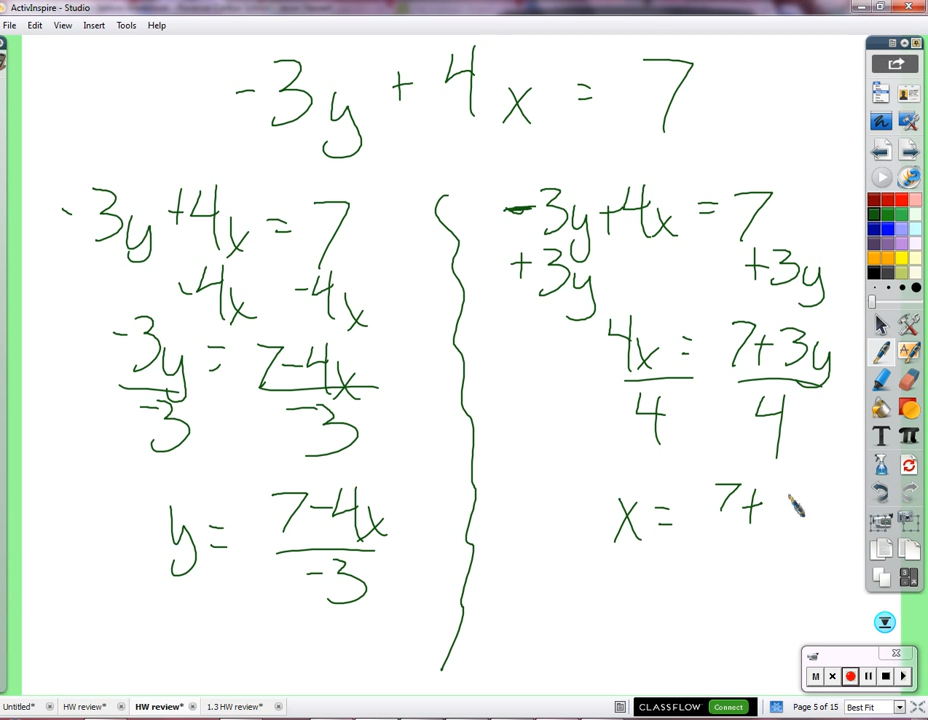 ActivInspire - Studio
File Edit View Insert Tools Help
-3y + 4x = 7
-3y + 4x = 7
-4x -4x
-3y = 7 - 4x
-3 -3
y = 7 - 4x
-3
-3y + 4x = 7
+3y +3y
4x = 7 + 3y
4 4
x = 7 +
Untitled* HW review* HW review* 1.3 HW review* CLASSFLOW Connect Page 5 of 15 Best Fit